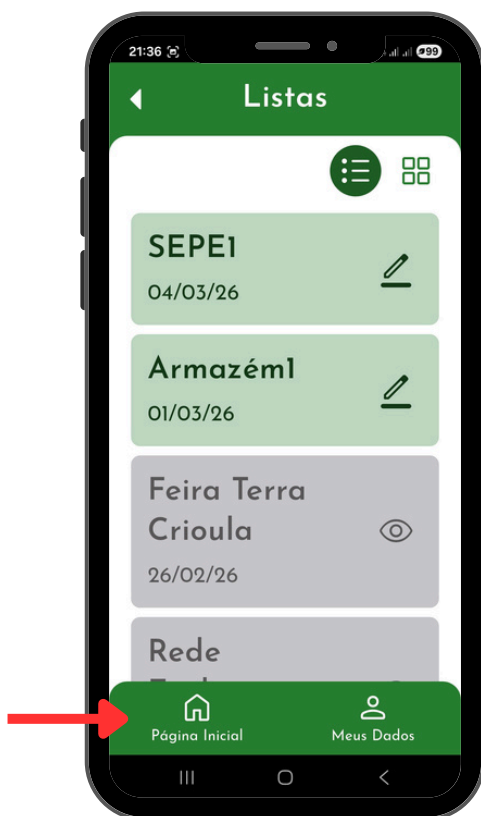 21:36
99
Listas
SEPE1
04/03/26
Armazém1
01/03/26
Feira Terra
Crioula
26/02/26
Rede
Página Inicial
Meus Dados